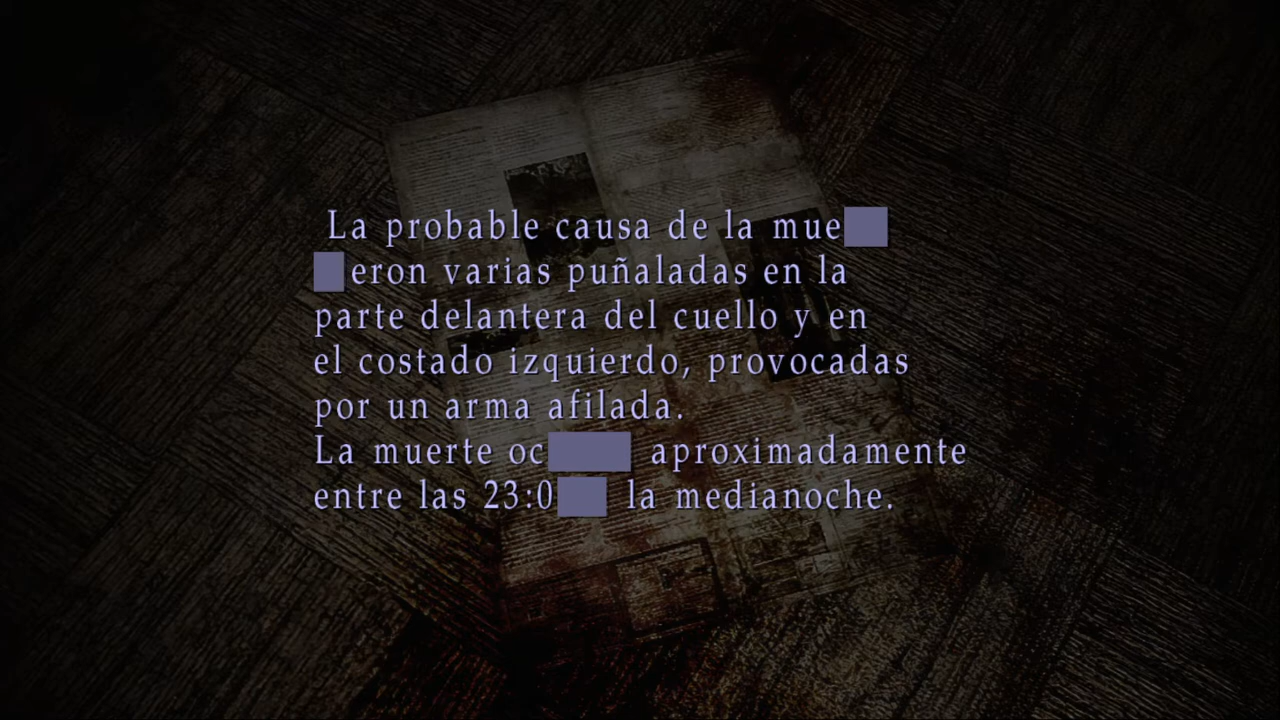 La probable causa de la mue
eron varias puñaladas en la
parte delantera del cuello y en
el costado izquierdo, provocadas
por un arma afilada.
La muerte oc aproximadamente
entre las 23:0 la medianoche.